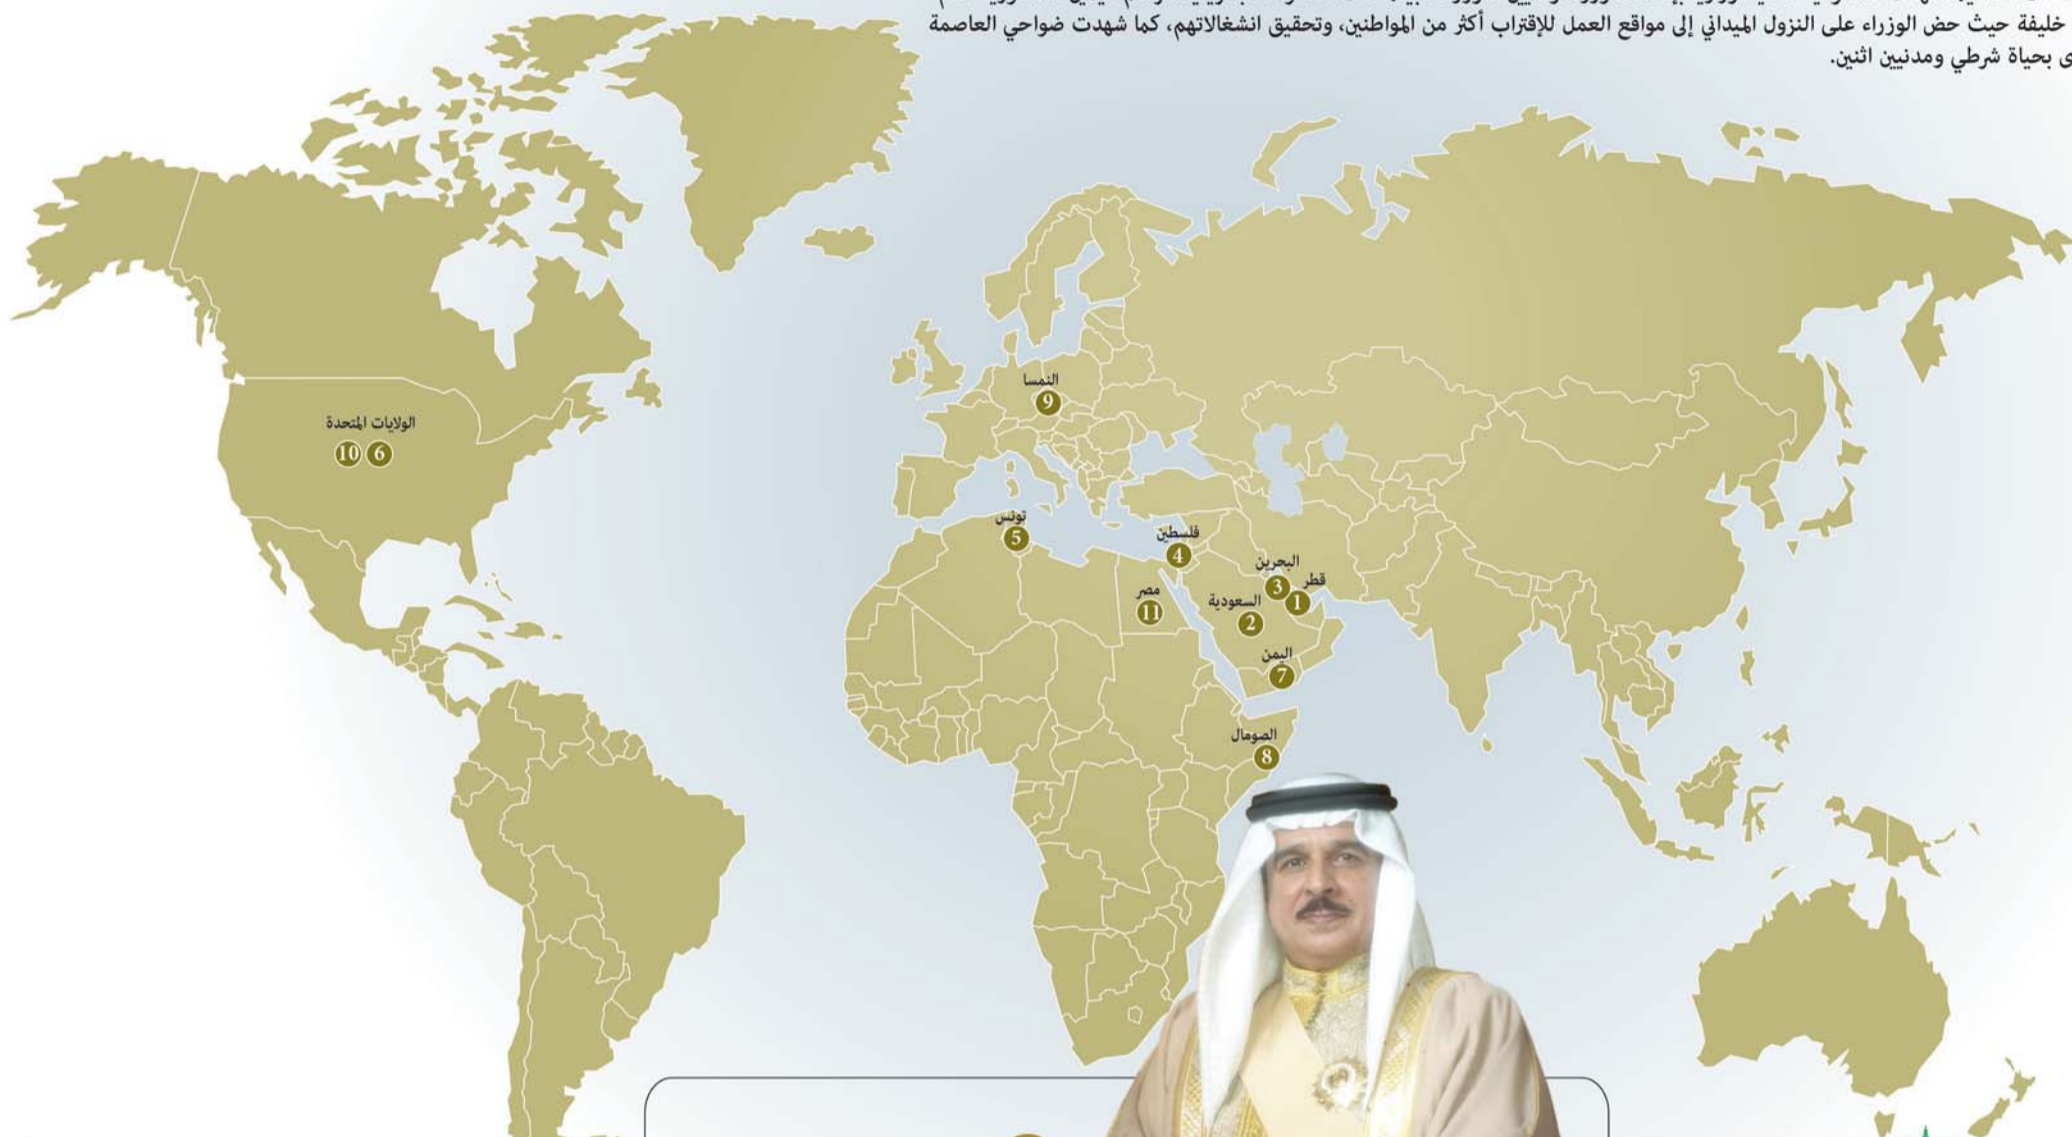 خليفة حيث حض الوزراء على النزول الميداني إلى مواقع العمل للإقتراب أكثر من المواطنين، وتحقيق انشغالاتهم، كما شهدت ضواحي العاصمة
بحياة شرطي ومدنيين اثنين.
النمسا
9
الولايات المتحدة
10 6
تونس
5
فلسطين
4
البحرين
3
قطر
1
السعودية
2
مصر
11
اليمن
7
الصومال
8